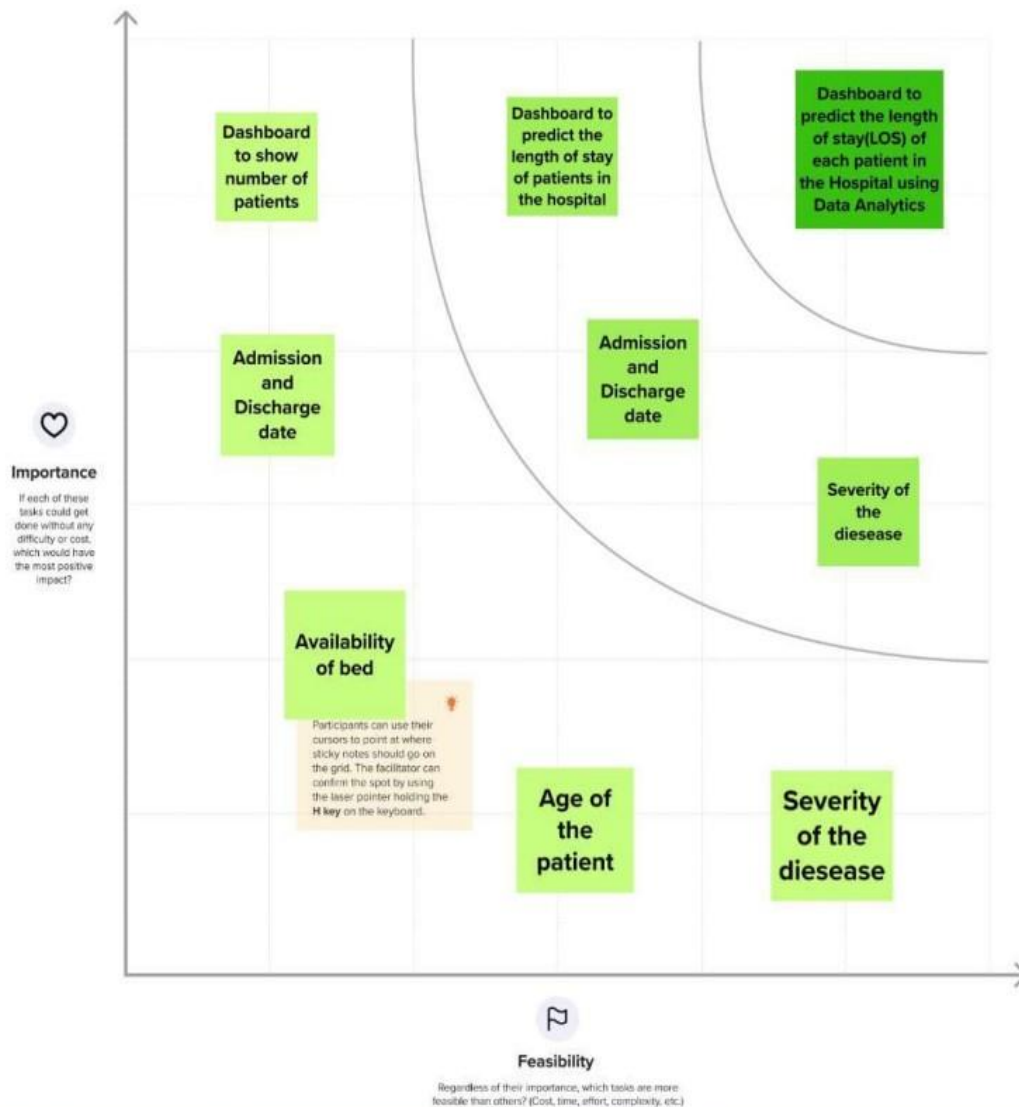 Dashboard
to show
number of
patients
Dashboard to
predict the
length of stay
of patients in
the hospital
Dashboard to
predict the length
of stay(LOS) of
each patient in
the Hospital using
Data Analytics
Admission
and
Discharge
date
Admission
and
Discharge
date
Importance
If each of these
tasks could get
done without any
difficulty or cost,
which would have
the most positive
impact?
Severity of
the
diesease
Availability
of bed
Participants can use their
cursors to point at where
sticky notes should go on
the grid. The facilitator can
confirm the spot by using
the laser pointer holding the
H key on the keyboard.
Age of
the
patient
Severity
of the
diesease
Feasibility
Regardless of their importance, which tasks are more
feasible than others? (Cost, time, effort, complexity, etc.)